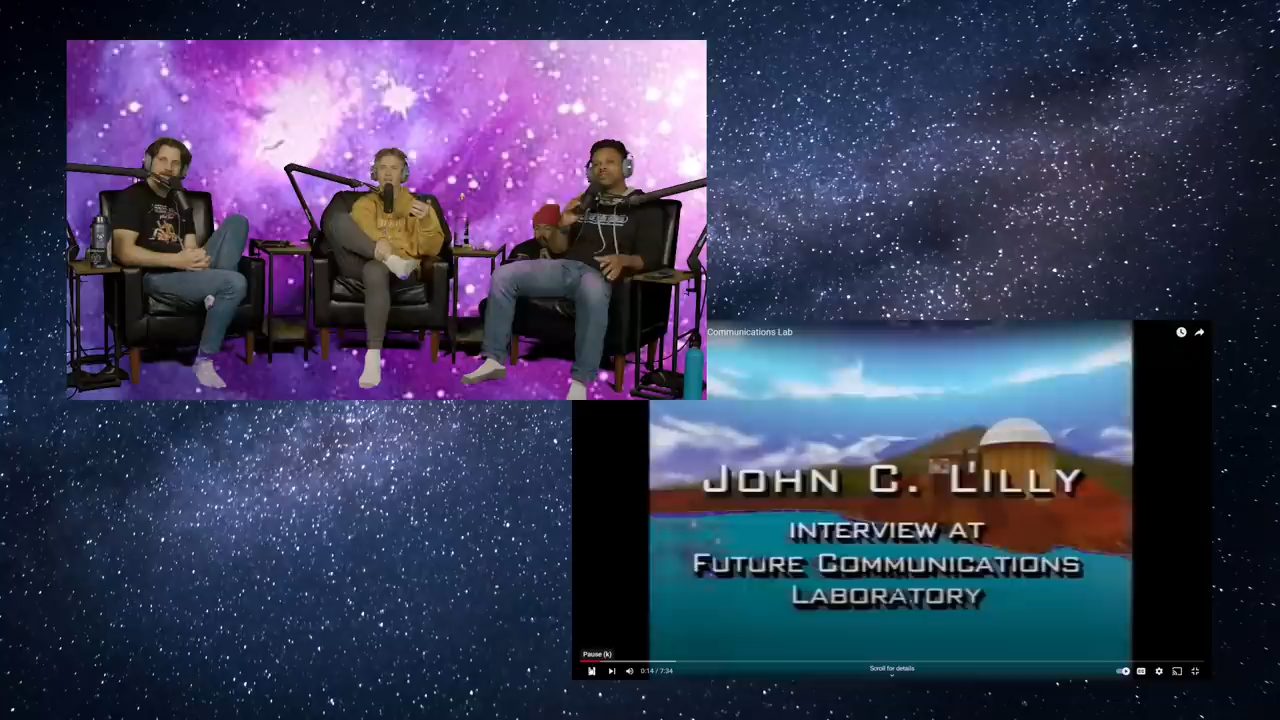 Communications Lab
JOHN C. LILLY
INTERVIEW AT
FUTURE COMMUNICATIONS
LABORATORY
Pause (k)
0:14 / 7:34
Scroll for details